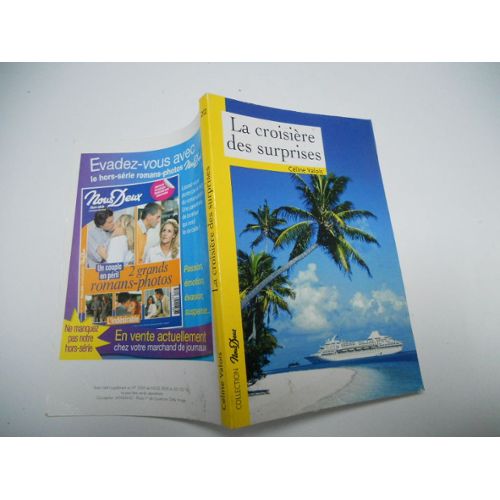 La croisière
des surprises
Céline Valois
La croisière des surprises
Céline Valois
COLLECTION
Nous Deux
Evadez-vous avec
le hors-série romans-photos Nous Deux
Nous Deux
Un couple
en péril
2 grands
romans-photos
L'indésirable
Passion,
émotion,
évasion,
suspense...
Ne manquez
pas notre
hors-série
En vente actuellement
chez votre marchand de journaux